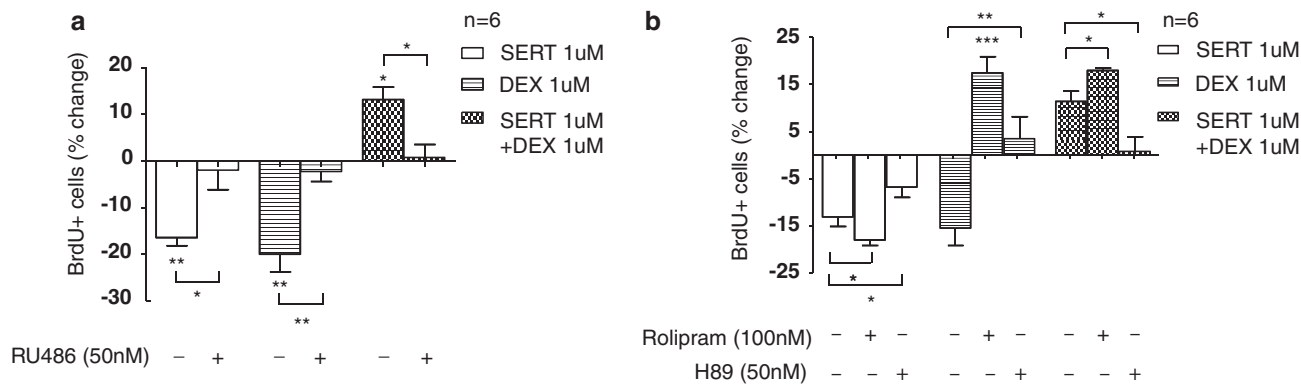 a
n=6
SERT 1uM
DEX 1uM
SERT 1uM
+DEX 1uM
BrdU+ cells (% change)
20
10
0
-10
-20
-30
**
*
**
**
*
*
RU486 (50nM) – + – + – +
b
n=6
SERT 1uM
DEX 1uM
SERT 1uM
+DEX 1uM
BrdU+ cells (% change)
25
15
5
-5
-15
-25
*
*
**
***
*
*
Rolipram (100nM) – + – – + – – + –
H89 (50nM) – – + – – + – – +